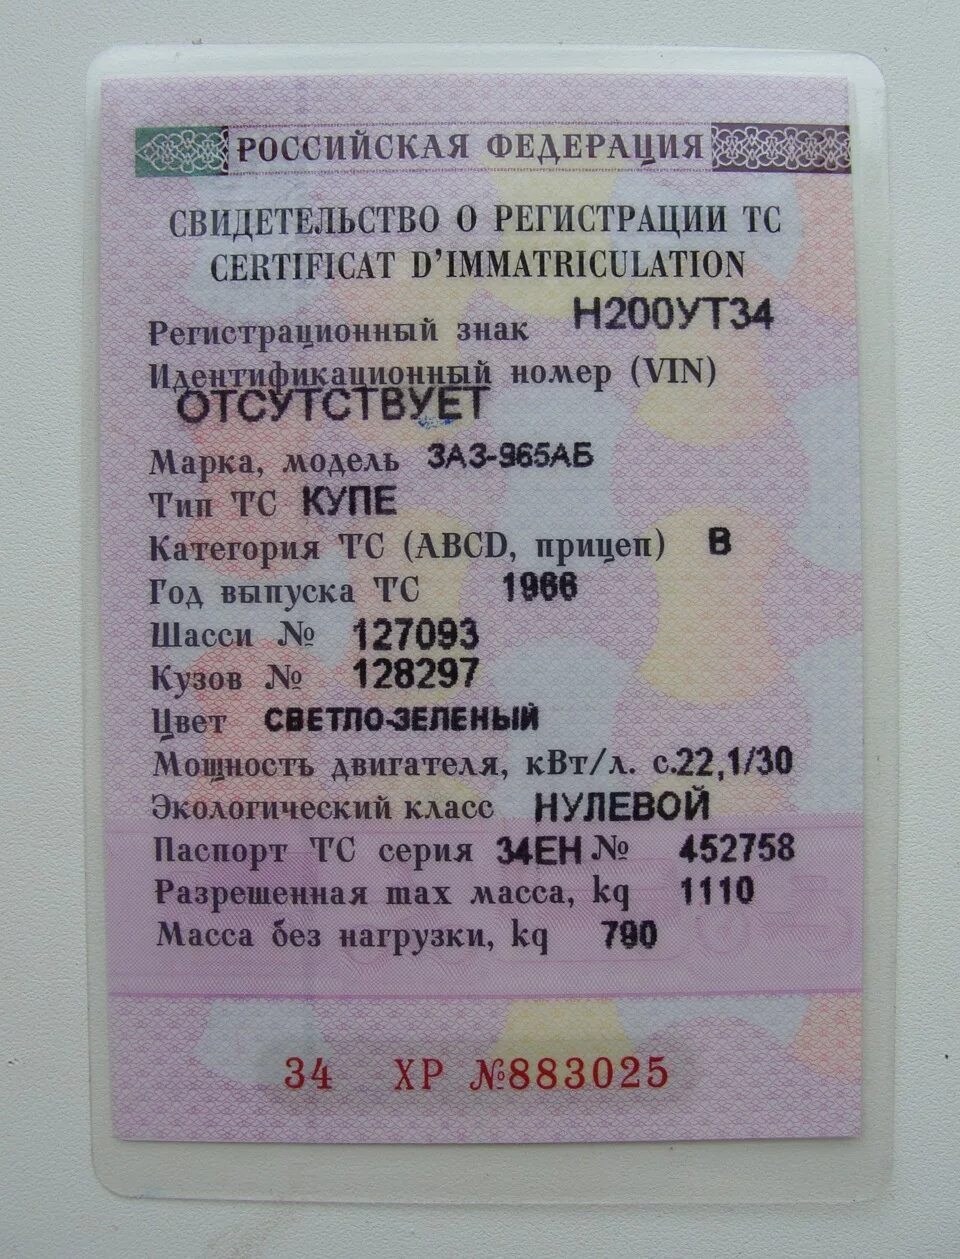 РОССИЙСКАЯ ФЕДЕРАЦИЯ
СВИДЕТЕЛЬСТВО О РЕГИСТРАЦИИ ТС
CERTIFICAT D'IMMATRICULATION
Регистрационный знак Н200УТ34
Идентификационный номер (VIN)
ОТСУТСТВУЕТ
Марка, модель ЗАЗ-965АБ
Тип ТС КУПЕ
Категория ТС (ABCD, прицеп) В
Год выпуска ТС 1966
Шасси № 127093
Кузов № 128297
Цвет СВЕТЛО-ЗЕЛЕНЫЙ
Мощность двигателя, кВт/л. с.22,1/30
Экологический класс НУЛЕВОЙ
Паспорт ТС серия 34ЕН № 452758
Разрешенная max масса, kg 1110
Масса без нагрузки, kg 790
34 ХР №883025